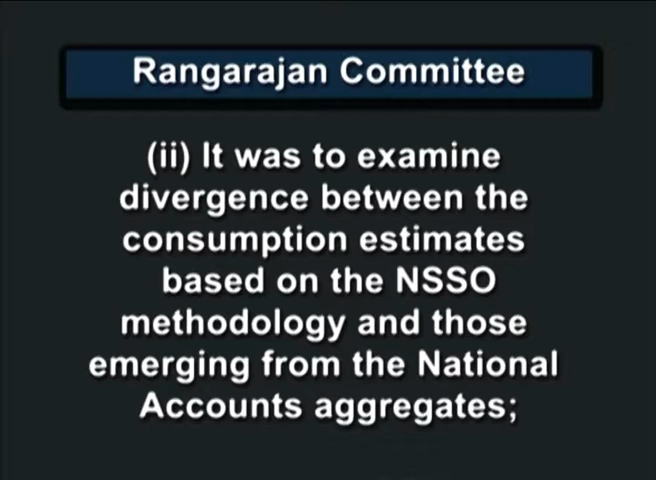 Rangarajan Committee
(ii) It was to examine
divergence between the
consumption estimates
based on the NSSO
methodology and those
emerging from the National
Accounts aggregates;